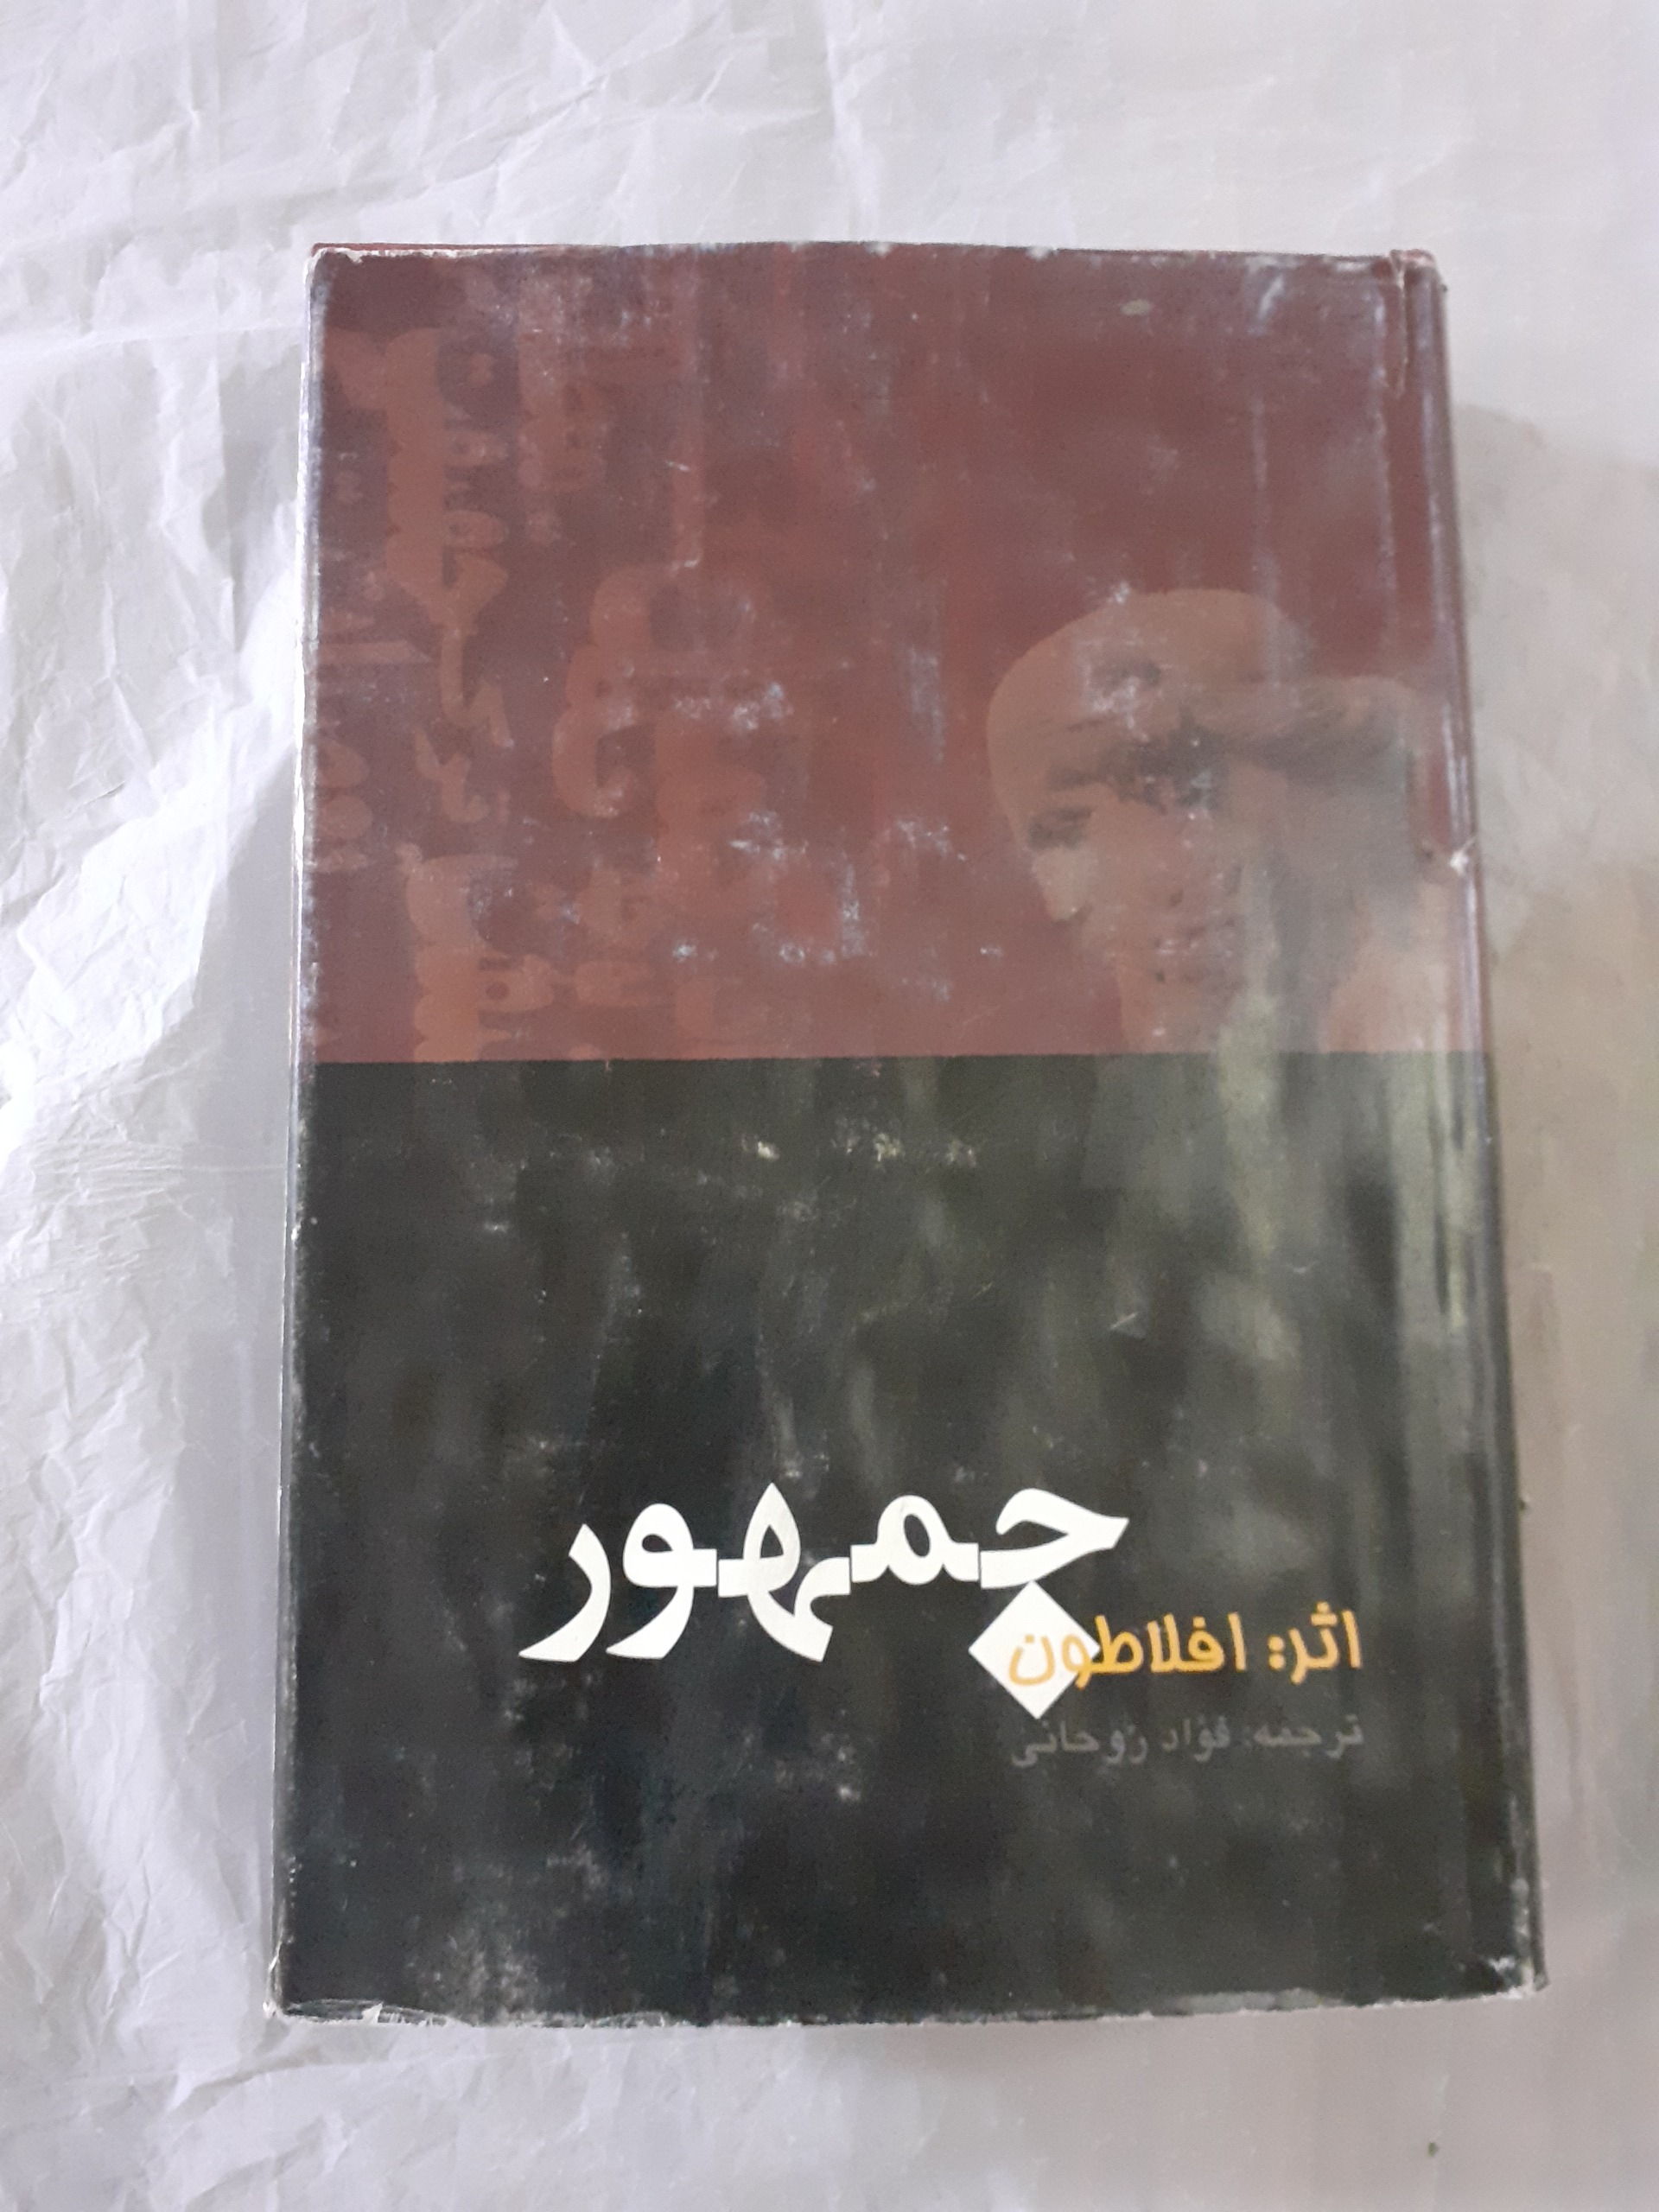 جمهور
اثر: افلاطون
ترجمه: فؤاد روحانی